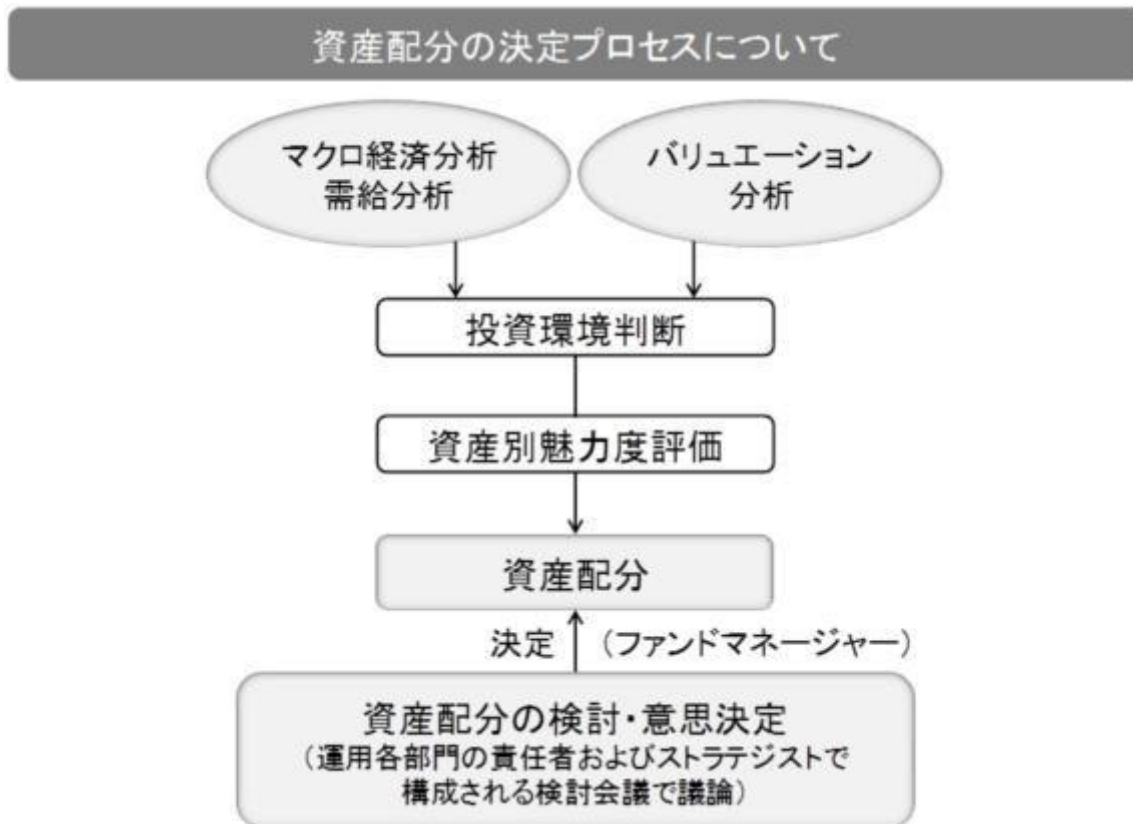 資産配分の決定プロセスについて
マクロ経済分析
需給分析
バリュエーション
分析
投資環境判断
資産別魅力度評価
資産配分
決定 (ファンドマネージャー)
資産配分の検討・意思決定
(運用各部門の責任者およびストラテジストで
構成される検討会議で議論)